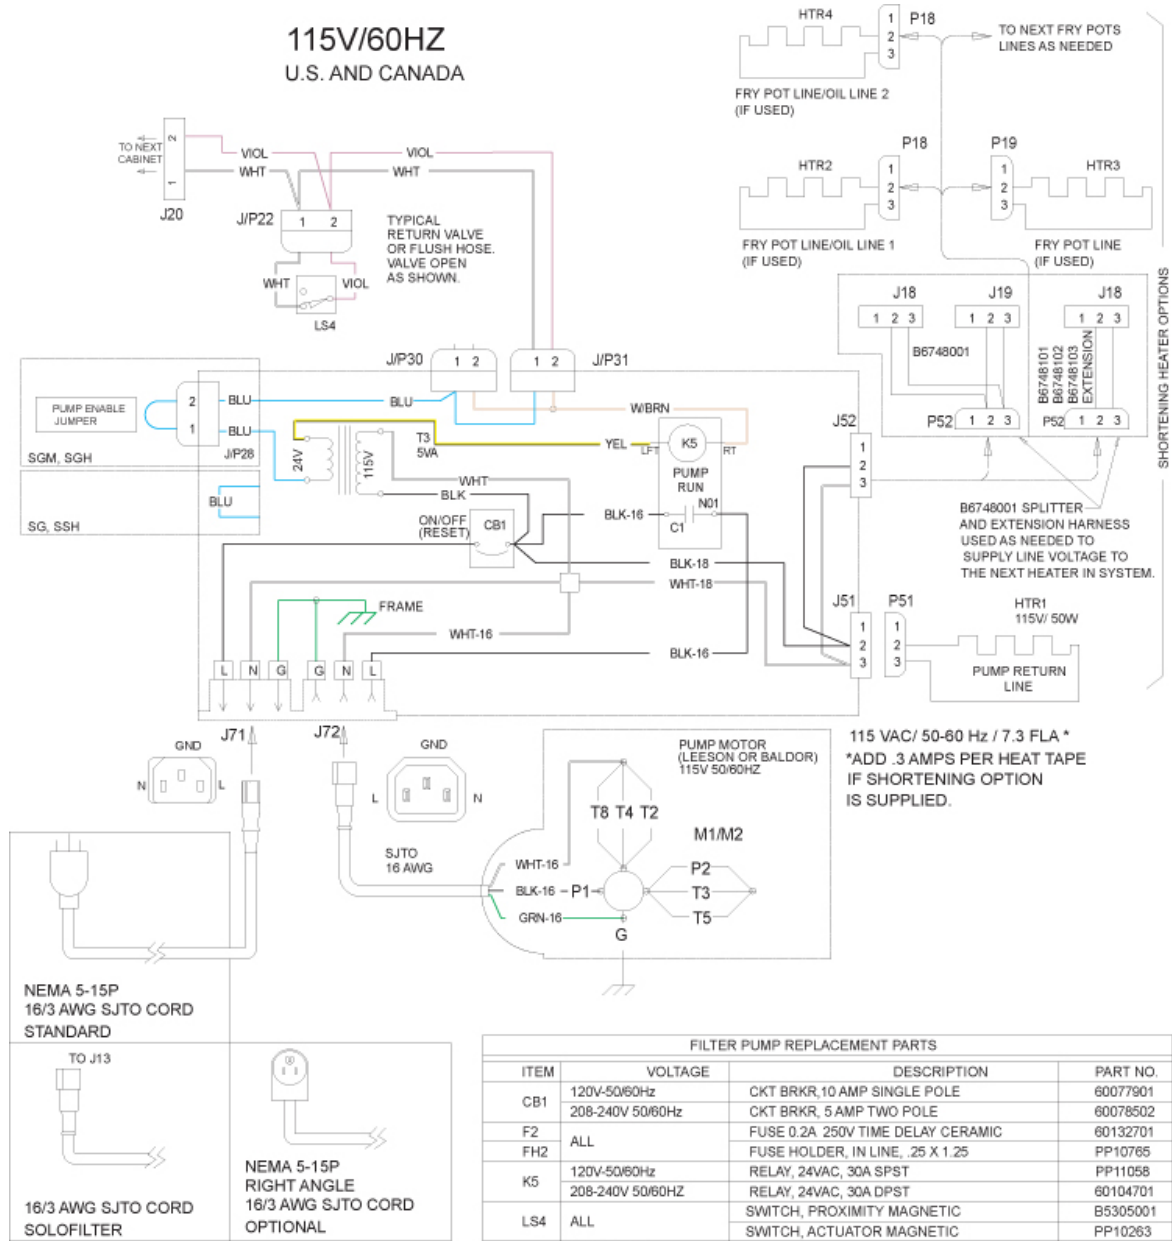 115V/60HZ
U.S. AND CANADA
HTR4
P18
1
2
3
TO NEXT FRY POTS
LINES AS NEEDED
FRY POT LINE/OIL LINE 2
(IF USED)
TO NEXT
CABINET
2
1
J20
VIOL
WHT
VIOL
WHT
J/P22
1 2
TYPICAL
RETURN VALVE
OR FLUSH HOSE.
VALVE OPEN
AS SHOWN.
WHT
VIOL
LS4
P18
P19
HTR2
1
2
3
1
2
3
HTR3
FRY POT LINE/OIL LINE 1
(IF USED)
FRY POT LINE
(IF USED)
SHORTENING HEATER OPTIONS
J18
J19
J18
1 2 3
1 2 3
1 2 3
B6748001
B6748101
B6748102
B6748103
EXTENSION
P52
1 2 3
P52
1 2 3
J/P30
1 2
1 2
J/P31
PUMP ENABLE
JUMPER
2
1
BLU
BLU
J/P28
SGM, SGH
BLU
SG, SSH
BLU
W/BRN
24V
115V
T3
5VA
YEL
LFT
K5
RT
PUMP
RUN
WHT
BLK
ON/OFF
(RESET)
CB1
BLK-16
C1
N01
BLK-18
WHT-18
J52
1
2
3
B6748001 SPLITTER
AND EXTENSION HARNESS
USED AS NEEDED TO
SUPPLY LINE VOLTAGE TO
THE NEXT HEATER IN SYSTEM.
FRAME
WHT-16
BLK-16
J51
1
2
3
P51
1
2
3
HTR1
115V/ 50W
PUMP RETURN
LINE
L N G G N L
J71
J72
GND
N
L
GND
L
N
SJTO
16 AWG
PUMP MOTOR
(LEESON OR BALDOR)
115V 50/60HZ
T8 T4 T2
M1/M2
WHT-16
BLK-16
P1
GRN-16
G
P2
T3
T5
115 VAC/ 50-60 Hz / 7.3 FLA *
*ADD .3 AMPS PER HEAT TAPE
IF SHORTENING OPTION
IS SUPPLIED.
NEMA 5-15P
16/3 AWG SJTO CORD
STANDARD
TO J13
16/3 AWG SJTO CORD
SOLOFILTER
NEMA 5-15P
RIGHT ANGLE
16/3 AWG SJTO CORD
OPTIONAL
FILTER PUMP REPLACEMENT PARTS
ITEM VOLTAGE DESCRIPTION PART NO.
CB1 120V-50/60Hz CKT BRKR,10 AMP SINGLE POLE 60077901
208-240V 50/60Hz CKT BRKR, 5 AMP TWO POLE 60078502
F2 ALL FUSE 0.2A 250V TIME DELAY CERAMIC 60132701
FH2 FUSE HOLDER, IN LINE, .25 X 1.25 PP10765
K5 120V-50/60Hz RELAY, 24VAC, 30A SPST PP11058
208-240V 50/60HZ RELAY, 24VAC, 30A DPST 60104701
LS4 ALL SWITCH, PROXIMITY MAGNETIC B5305001
SWITCH, ACTUATOR MAGNETIC PP10263